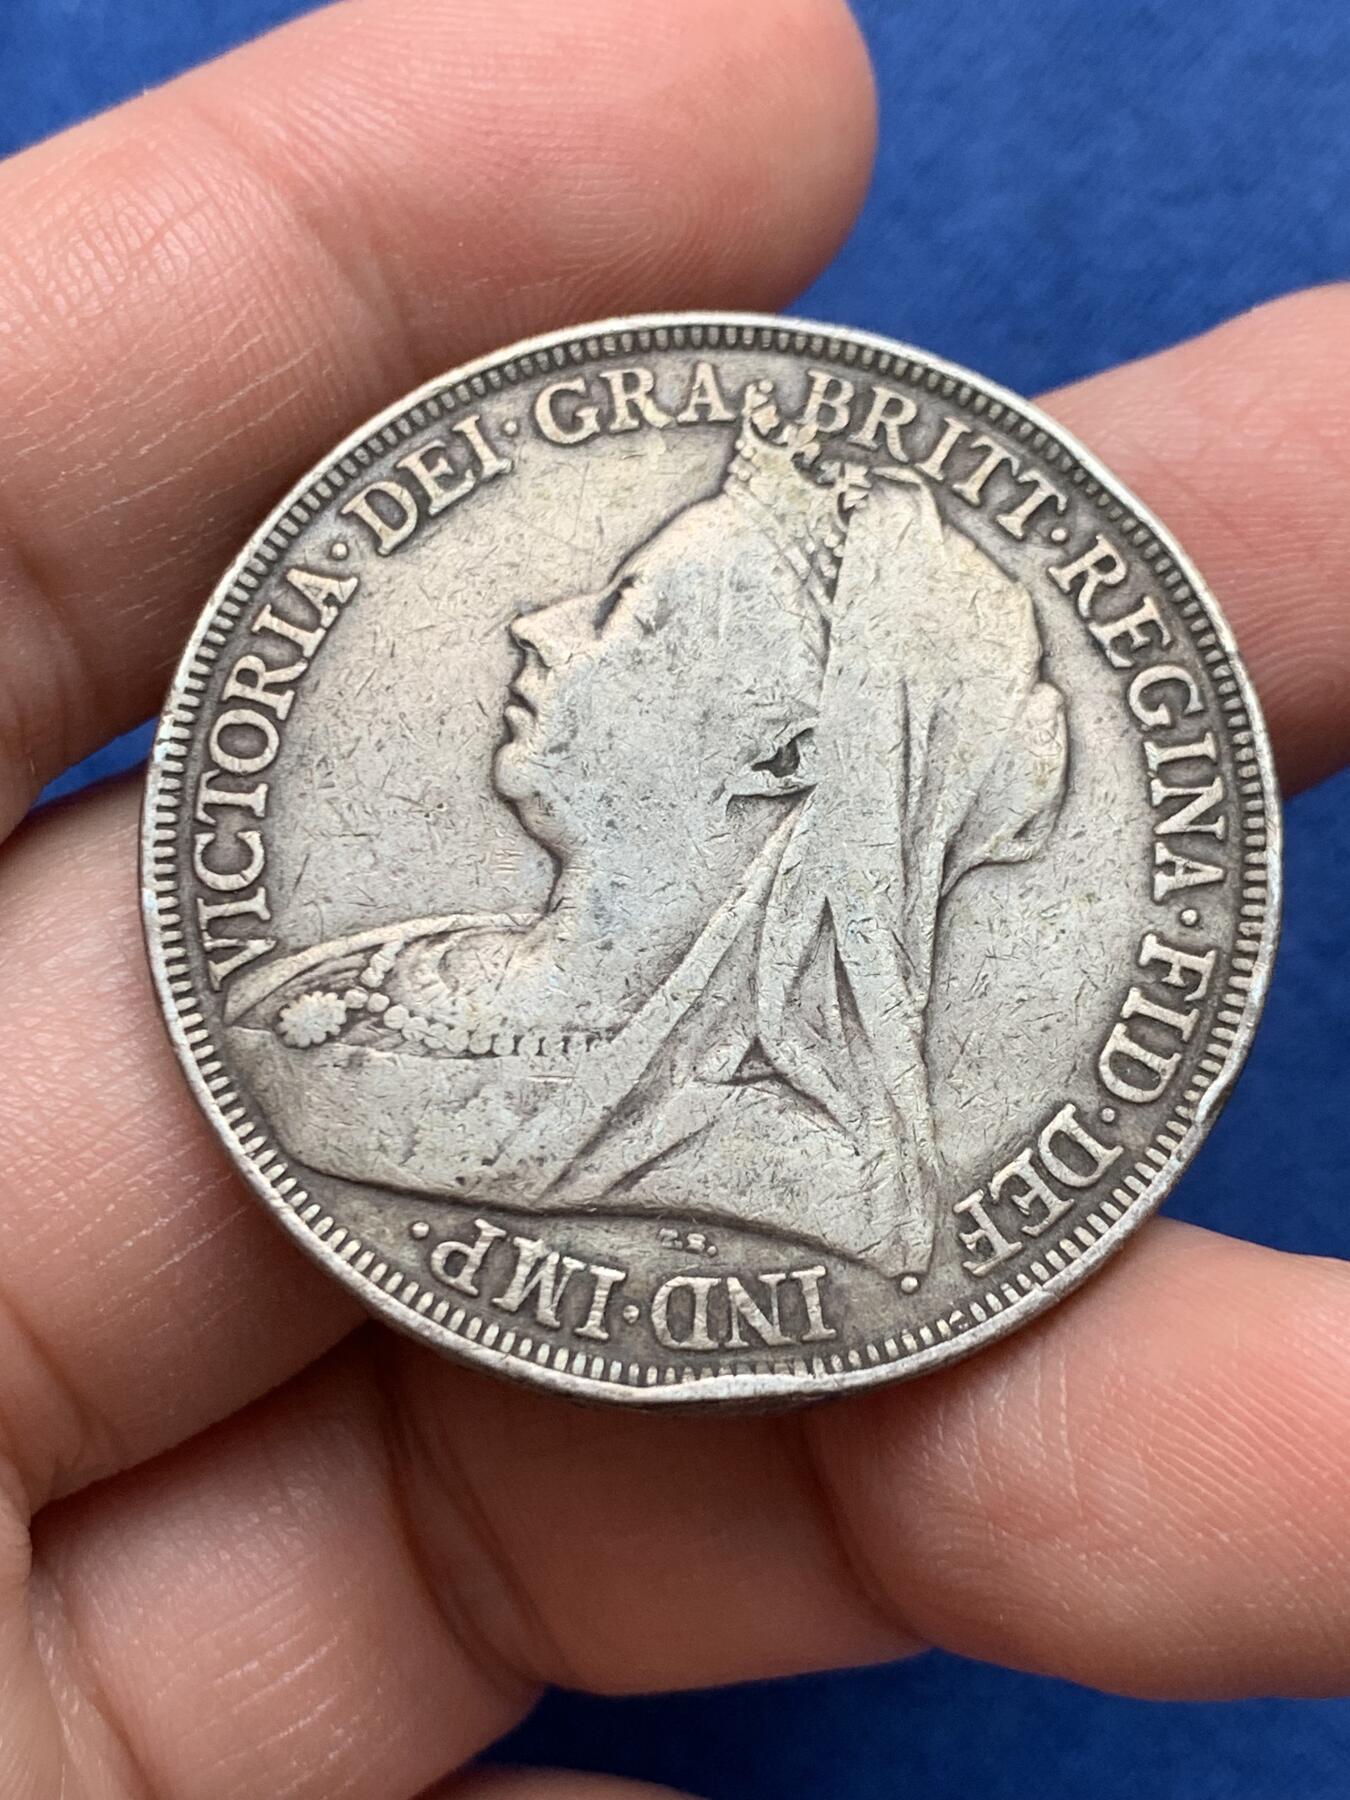 VICTORIA · DEI · GRA · BRITT · REGINA · FID · DEF · IND · IMP ·
T.B.